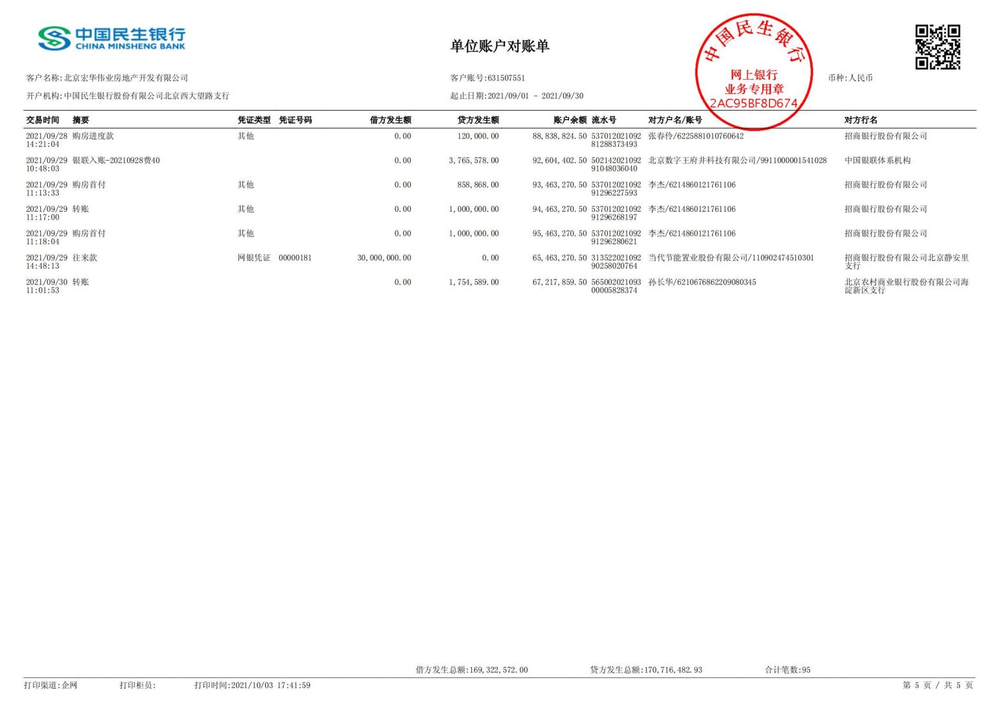 中国民生银行
CHINA MINSHENG BANK
单位账户对账单
中国民生银行
网上银行
业务专用章
2AC95BF8D674
客户名称:北京宏华伟业房地产开发有限公司 客户账号:631507551 币种:人民币
开户机构:中国民生银行股份有限公司北京西大望路支行 起止日期:2021/09/01 - 2021/09/30
交易时间 摘要 凭证类型 凭证号码 借方发生额 贷方发生额 账户余额 流水号 对方户名/账号 对方行名
2021/09/28 购房进度款 其他 0.00 120,000.00 88,838,824.50 537012021092 张春伶/6225881010760642 招商银行股份有限公司
14:21:04 81288373493
2021/09/29 银联入账-20210928费40 0.00 3,765,578.00 92,604,402.50 502142021092 北京数字王府井科技有限公司/9911000001541028 中国银联体系机构
10:48:03 91048036040
2021/09/29 购房首付 其他 0.00 858,868.00 93,463,270.50 537012021092 李杰/6214860121761106 招商银行股份有限公司
11:13:33 91296227593
2021/09/29 转账 其他 0.00 1,000,000.00 94,463,270.50 537012021092 李杰/6214860121761106 招商银行股份有限公司
11:17:00 91296268197
2021/09/29 购房首付 其他 0.00 1,000,000.00 95,463,270.50 537012021092 李杰/6214860121761106 招商银行股份有限公司
11:18:04 91296280621
2021/09/29 往来款 网银凭证 00000181 30,000,000.00 0.00 65,463,270.50 313522021092 当代节能置业股份有限公司/110902474510301 招商银行股份有限公司北京静安里
14:48:13 90258020764 支行
2021/09/30 转账 0.00 1,754,589.00 67,217,859.50 565002021093 孙长华/6210676862209080345 北京农村商业银行股份有限公司海
11:01:53 00005828374 淀新区支行
借方发生总额:169,322,572.00 贷方发生总额:170,716,482.93 合计笔数:95
打印渠道:企网 打印柜员: 打印时间:2021/10/03 17:41:59 第 5 页 / 共 5 页